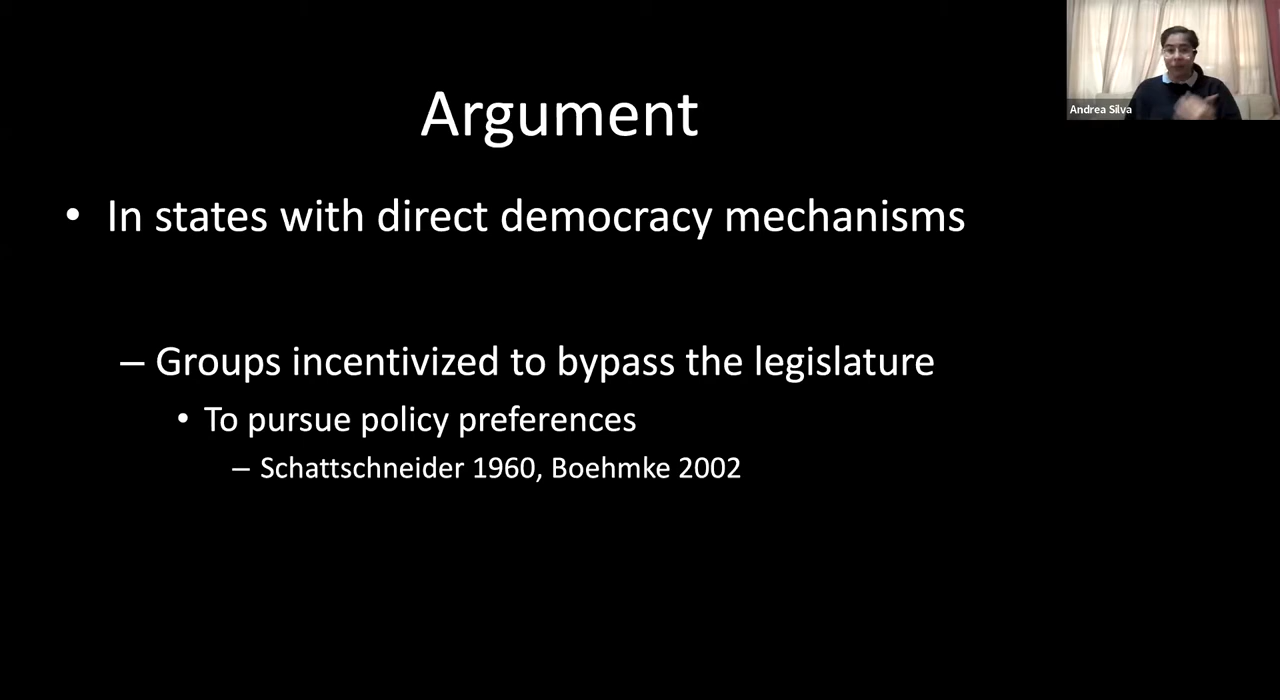 Andrea Silva
Argument
• In states with direct democracy mechanisms
– Groups incentivized to bypass the legislature
• To pursue policy preferences
– Schattschneider 1960, Boehmke 2002